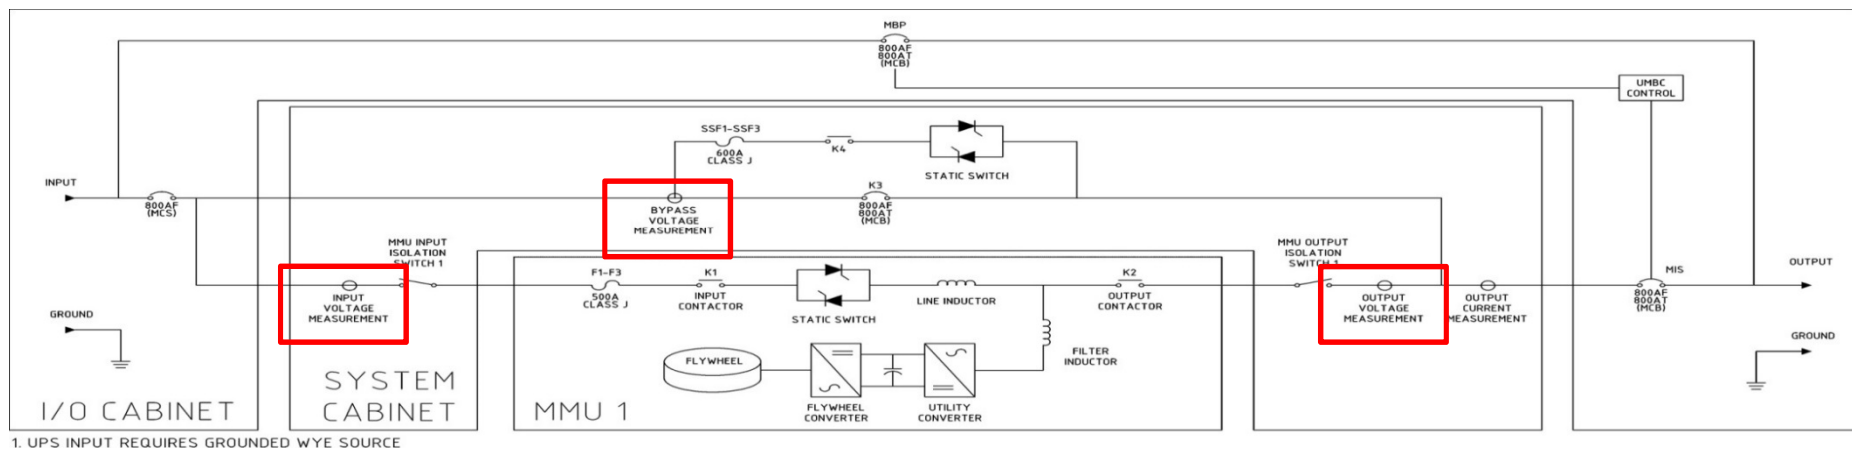 MBP
800AF
800AT
(MCB)
UMBC
CONTROL
SSF1-SSF3
600A
CLASS J
K4
STATIC SWITCH
INPUT
800AF
(MCS)
BYPASS
VOLTAGE
MEASUREMENT
K3
800AF
800AT
(MCB)
MMU INPUT
ISOLATION
SWITCH 1
MMU OUTPUT
ISOLATION
SWITCH 1
INPUT
VOLTAGE
MEASUREMENT
F1-F3
500A
CLASS J
K1
INPUT
CONTACTOR
STATIC SWITCH
LINE INDUCTOR
K2
OUTPUT
CONTACTOR
OUTPUT
VOLTAGE
MEASUREMENT
OUTPUT
CURRENT
MEASUREMENT
MIS
800AF
800AT
(MCB)
OUTPUT
GROUND
GROUND
FLYWHEEL
FILTER
INDUCTOR
FLYWHEEL
CONVERTER
UTILITY
CONVERTER
I/O CABINET
SYSTEM
CABINET
MMU 1
1. UPS INPUT REQUIRES GROUNDED WYE SOURCE